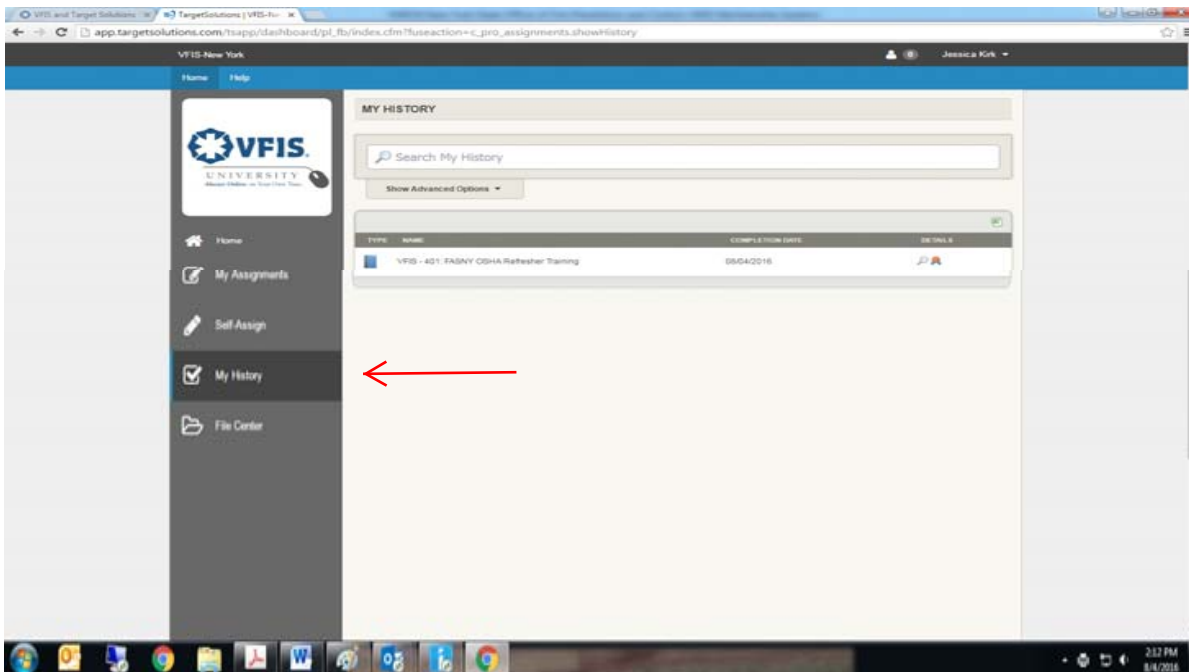 VFIS and Target Solutions
TargetSolutions | VFIS-
app.targetsolutions.com/tsapp/dashboard/pl_fb/index.cfm?fuseaction=c_pro_assignments.showHistory
VFIS-New York
0
Jessica Kirk
Home Help
VFIS
UNIVERSITY
MY HISTORY
Search My History
Show Advanced Options
TYPE NAME COMPLETION DATE DETAILS
VFIS - 401: FASNY OSHA Refresher Training 08/04/2016
Home
My Assignments
Self-Assign
My History
File Center
2:12 PM
8/4/2016